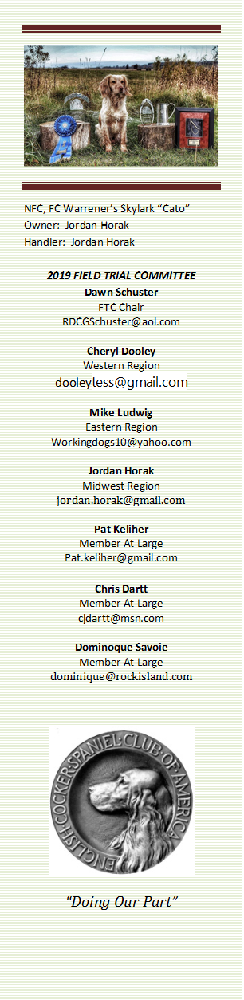 NFC, FC Warrener’s Skylark “Cato”
Owner:  Jordan Horak
Handler:  Jordan Horak
2019 FIELD TRIAL COMMITTEE
Dawn Schuster
FTC Chair
RDCGSchuster@aol.com
Cheryl Dooley
Western Region
dooleytess@gmail.com
Mike Ludwig
Eastern Region
Workingdogs10@yahoo.com
Jordan Horak
Midwest Region
jordan.horak@gmail.com
Pat Keliher
Member At Large
Pat.keliher@gmail.com
Chris Dartt
Member At Large
cjdartt@msn.com
Dominoque Savoie
Member At Large
dominique@rockisland.com
ENGLISH·COCKER·SPANIEL·CLUB·OF·AMERICA
“Doing Our Part”